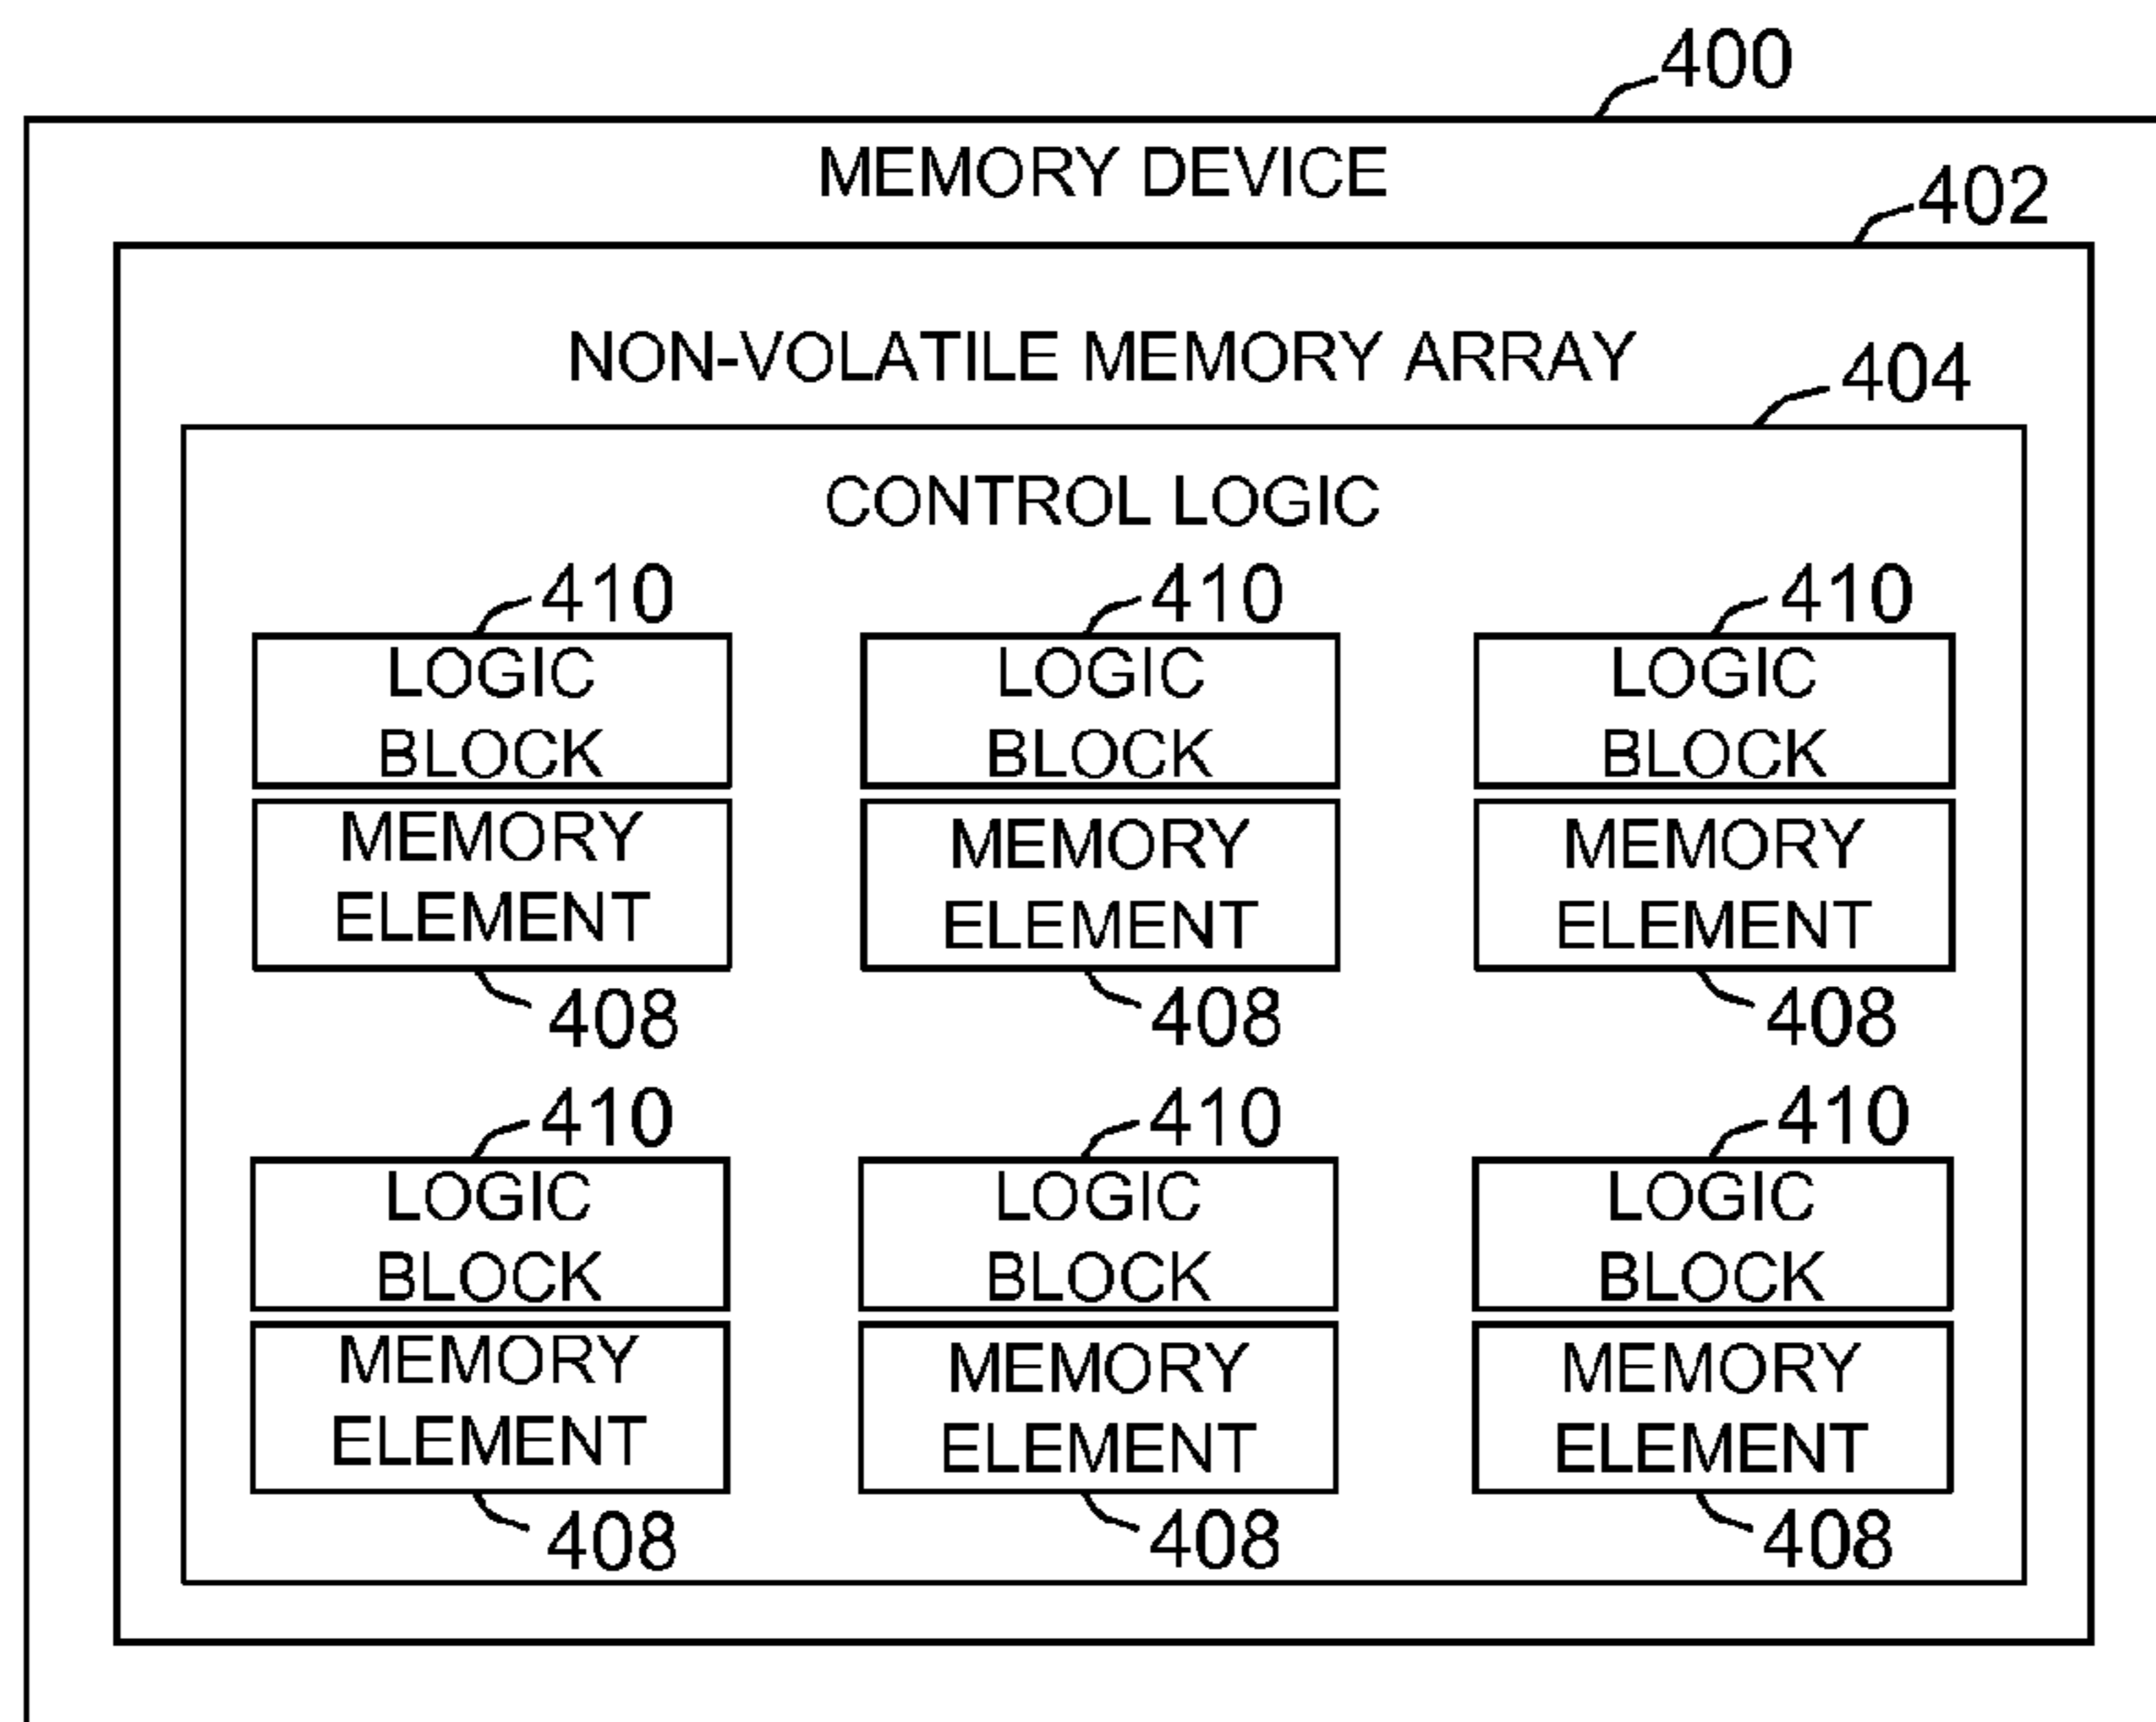 400
MEMORY DEVICE
402
NON-VOLATILE MEMORY ARRAY
404
CONTROL LOGIC
410 410 410
LOGIC LOGIC LOGIC
BLOCK BLOCK BLOCK
MEMORY MEMORY MEMORY
ELEMENT ELEMENT ELEMENT
408 408 408
410 410 410
LOGIC LOGIC LOGIC
BLOCK BLOCK BLOCK
MEMORY MEMORY MEMORY
ELEMENT ELEMENT ELEMENT
408 408 408